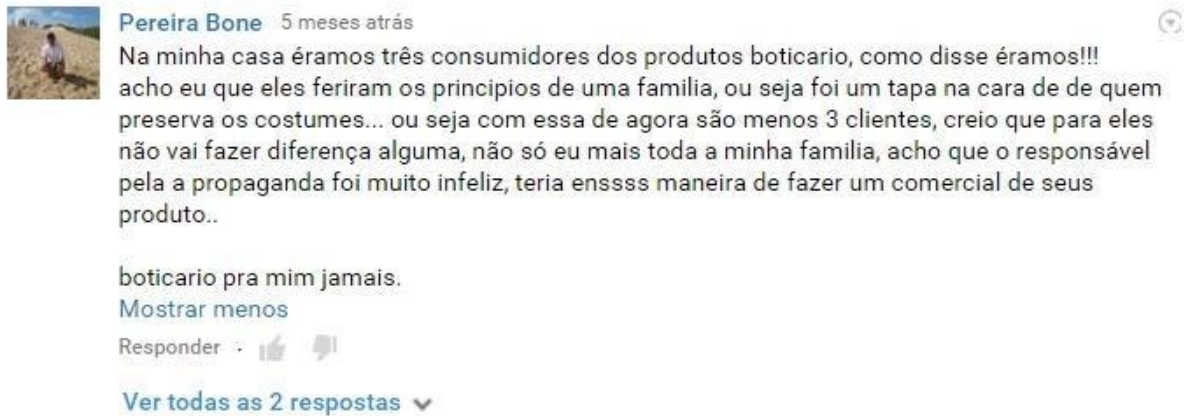 Pereira Bone 5 meses atrás
Na minha casa éramos três consumidores dos produtos boticario, como disse éramos!!!
acho eu que eles feriram os principios de uma familia, ou seja foi um tapa na cara de de quem
preserva os costumes... ou seja com essa de agora são menos 3 clientes, creio que para eles
não vai fazer diferença alguma, não só eu mais toda a minha familia, acho que o responsável
pela a propaganda foi muito infeliz, teria enssss maneira de fazer um comercial de seus
produto..
boticario pra mim jamais.
Mostrar menos
Responder ·
Ver todas as 2 respostas